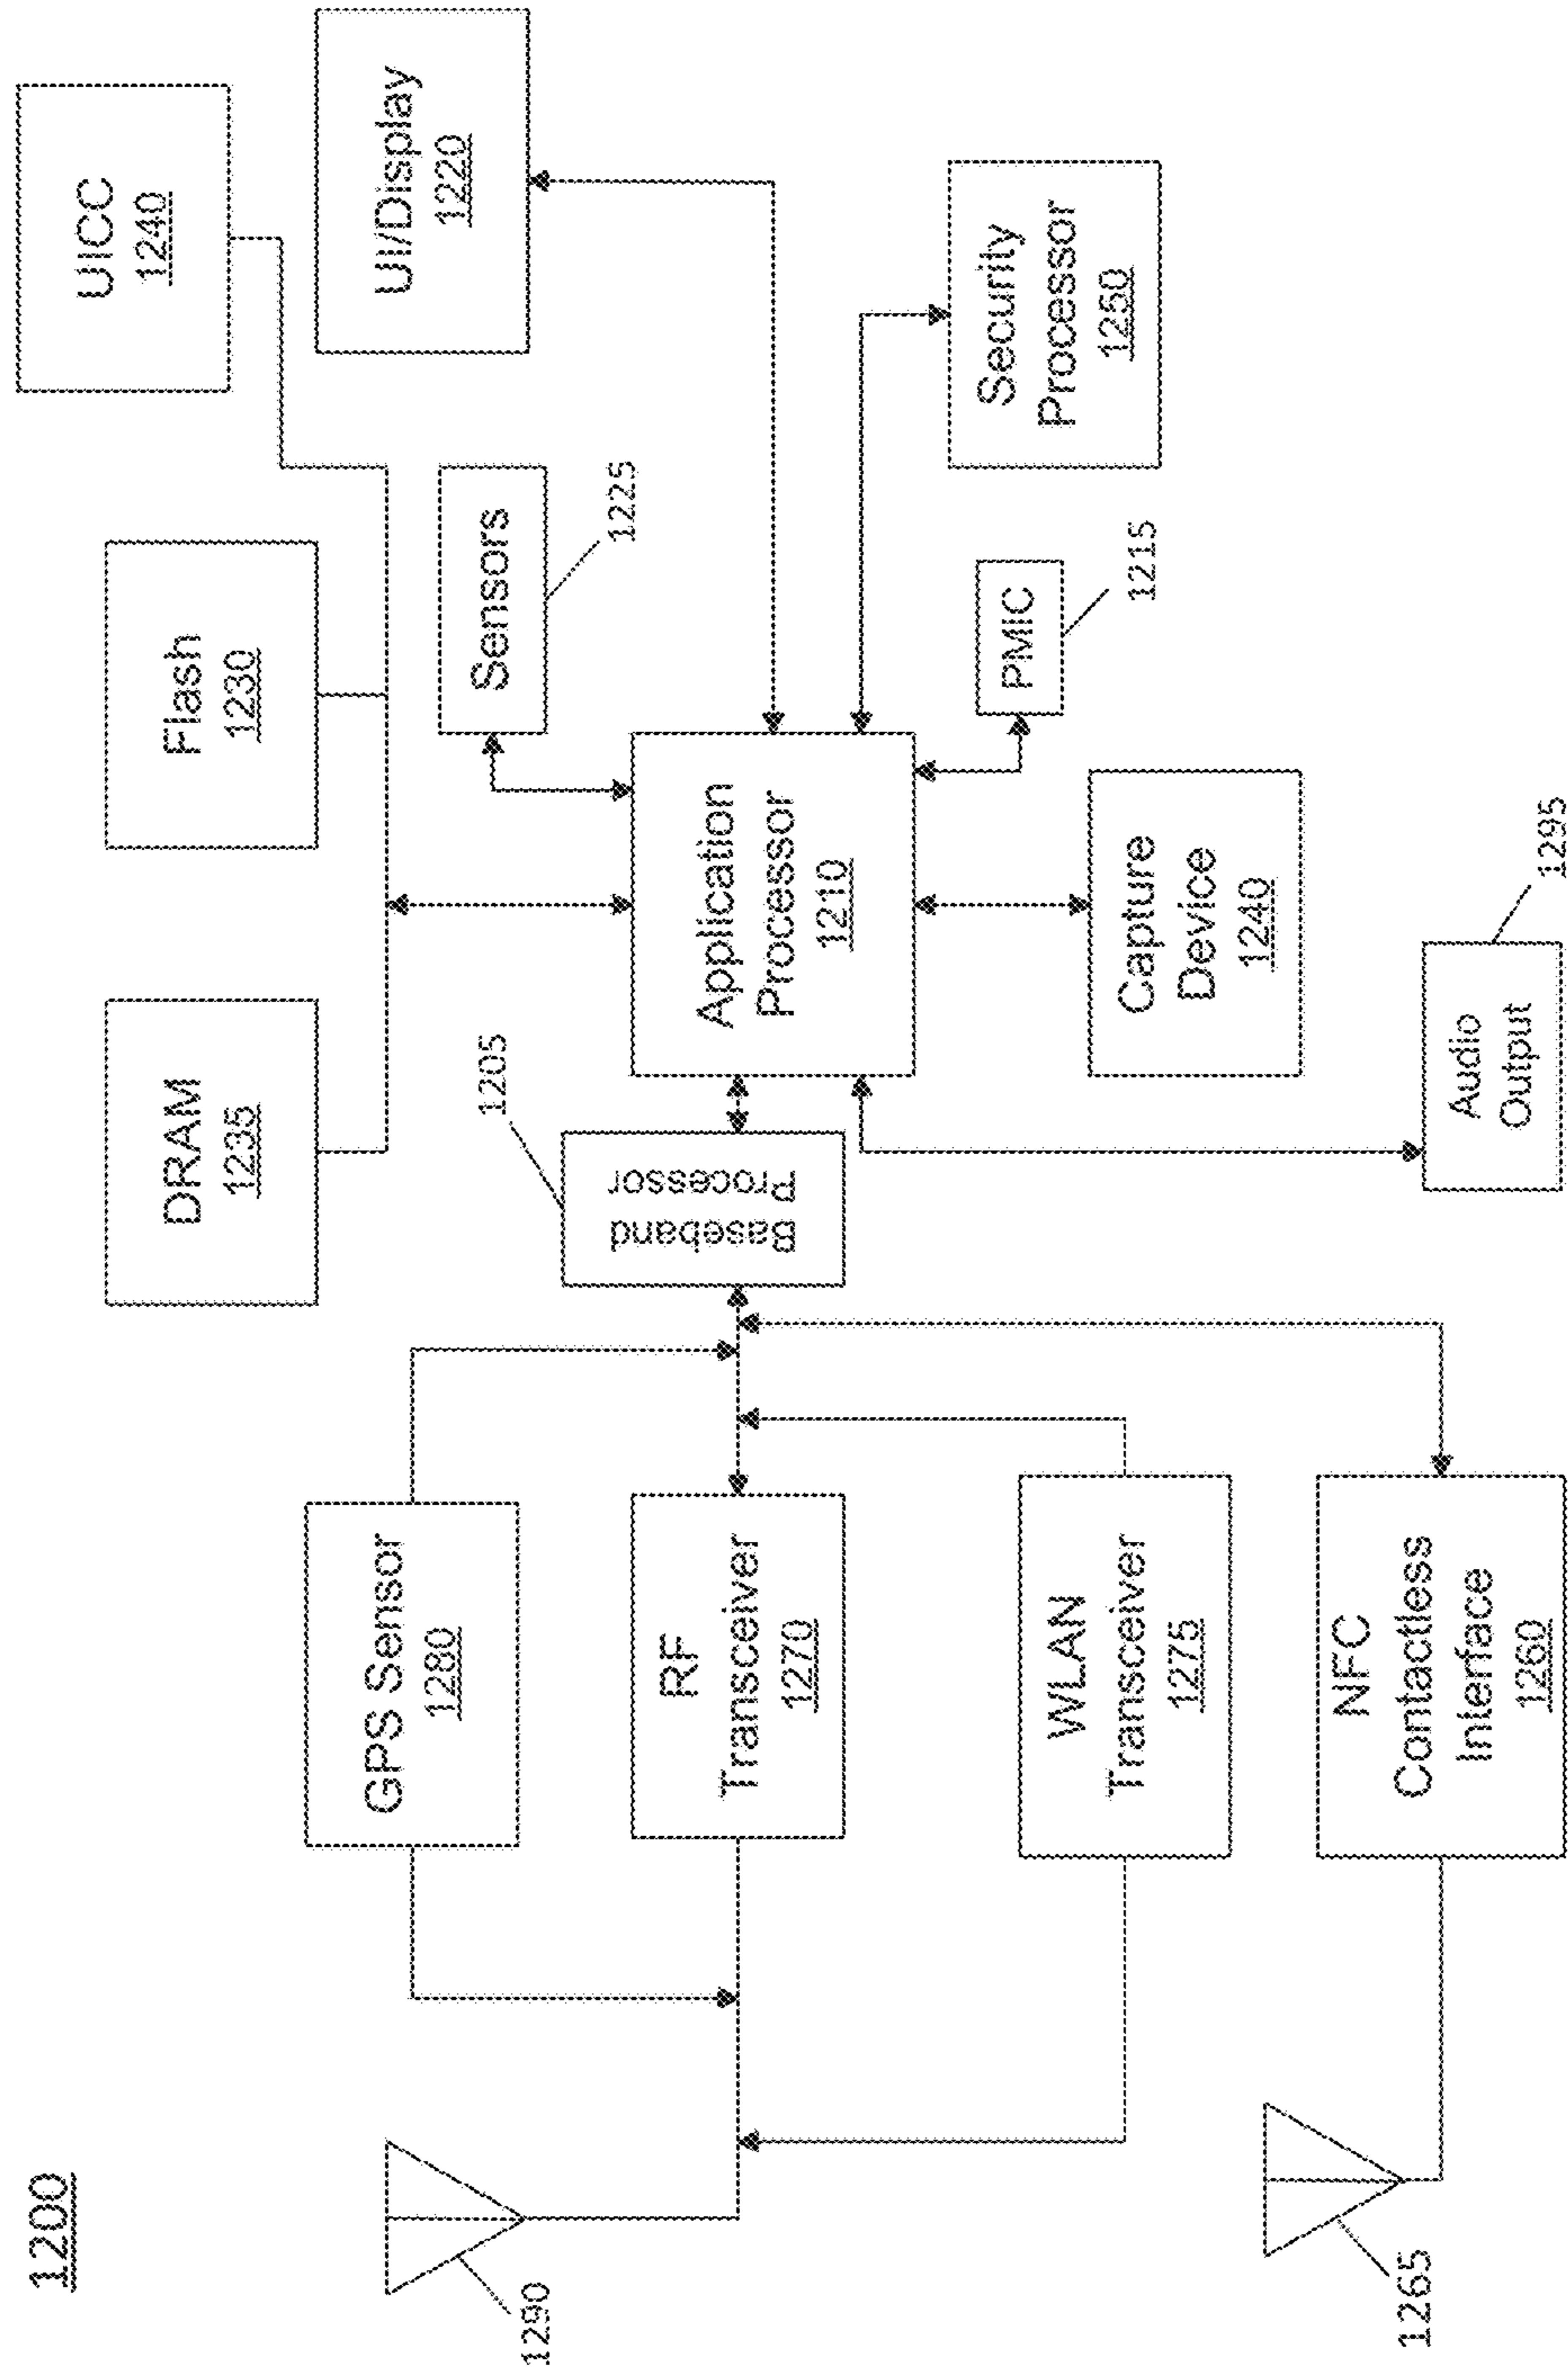 1200
UICC
1240
DRAM
1235
Flash
1230
UI/Display
1220
Sensors
1225
GPS Sensor
1280
1205
Baseband
Processor
Application
Processor
1210
RF
Transceiver
1270
1290
Security
Processor
1250
PMIC
1215
WLAN
Transceiver
1275
Capture
Device
1240
NFC
Contactless
Interface
1260
1265
Audio
Output
1295